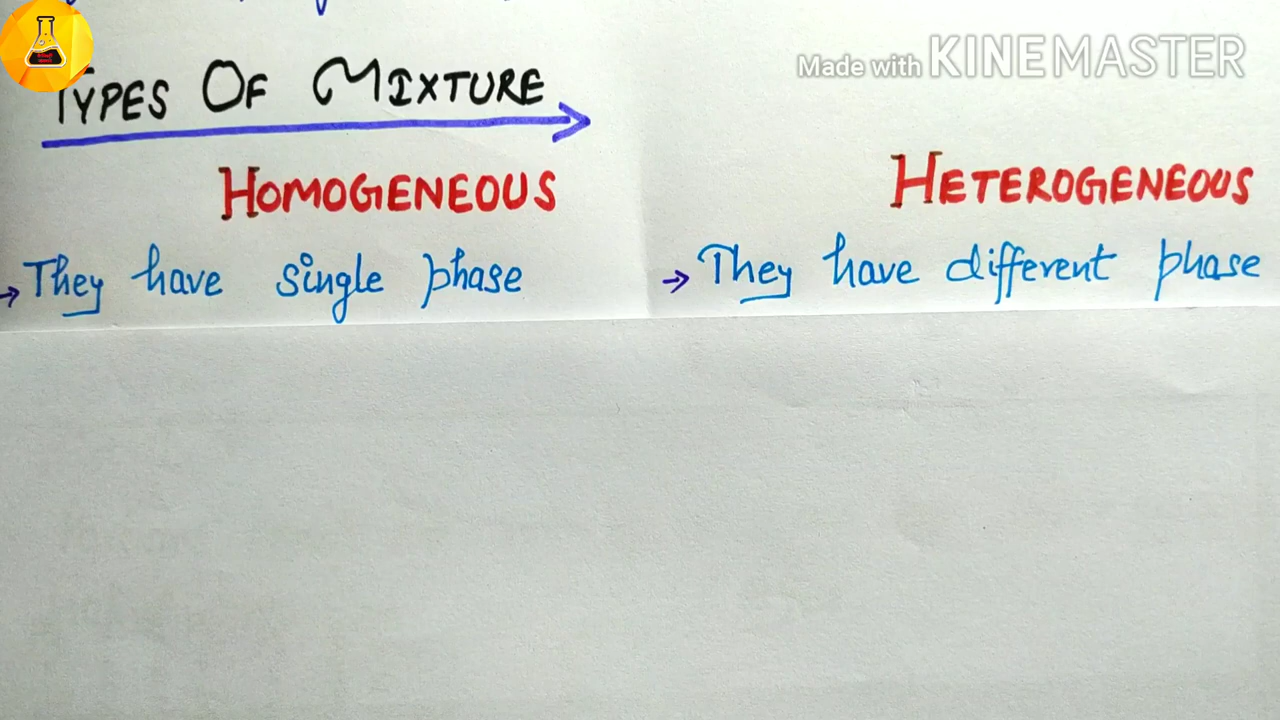 Made with KINEMASTER
TYPES OF MIXTURE
HOMOGENEOUS
HETEROGENEOUS
→ They have single phase
→ They have different phase